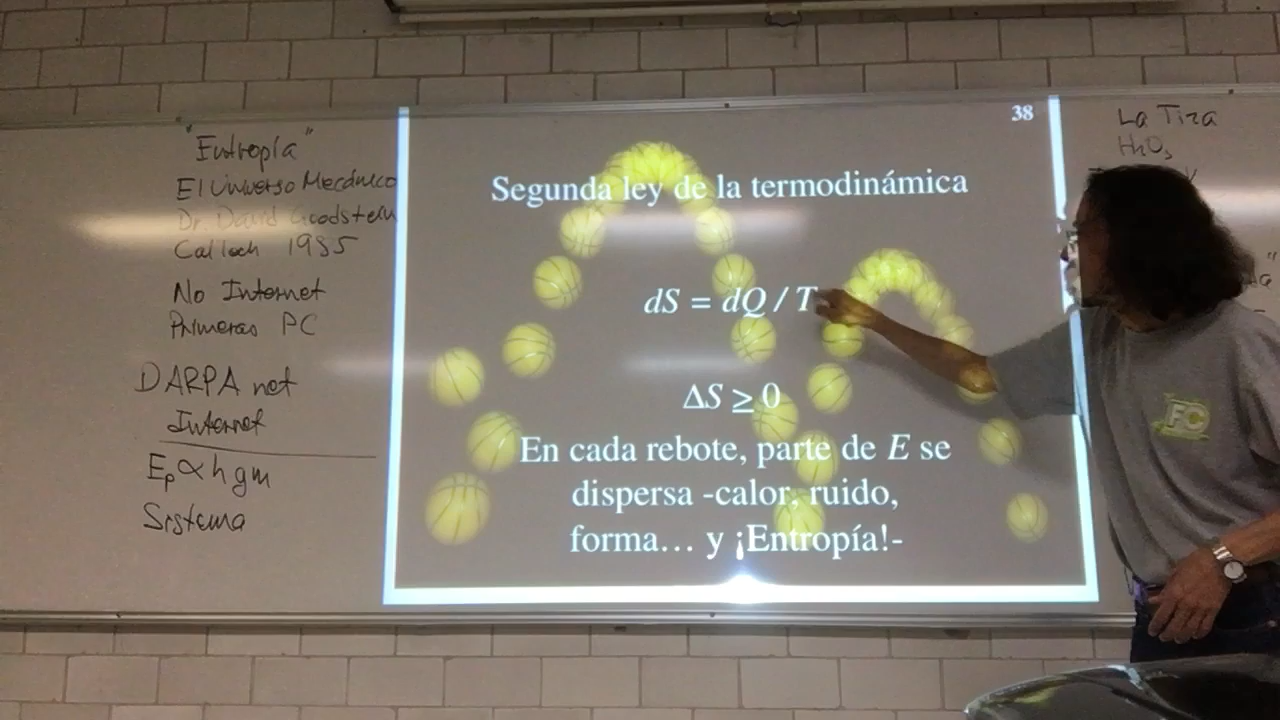 "Entropía"
El Universo Mecánico
Dr. David Goodstein
Caltech 1985
No Internet
Primeras PC
DARPA net
Internet
Ep ∝ h g m
Sistema
38
Segunda ley de la termodinámica
dS = dQ / T
ΔS ≥ 0
En cada rebote, parte de E se
dispersa -calor, ruido,
forma… y ¡Entropía!-
La Tiza
FC